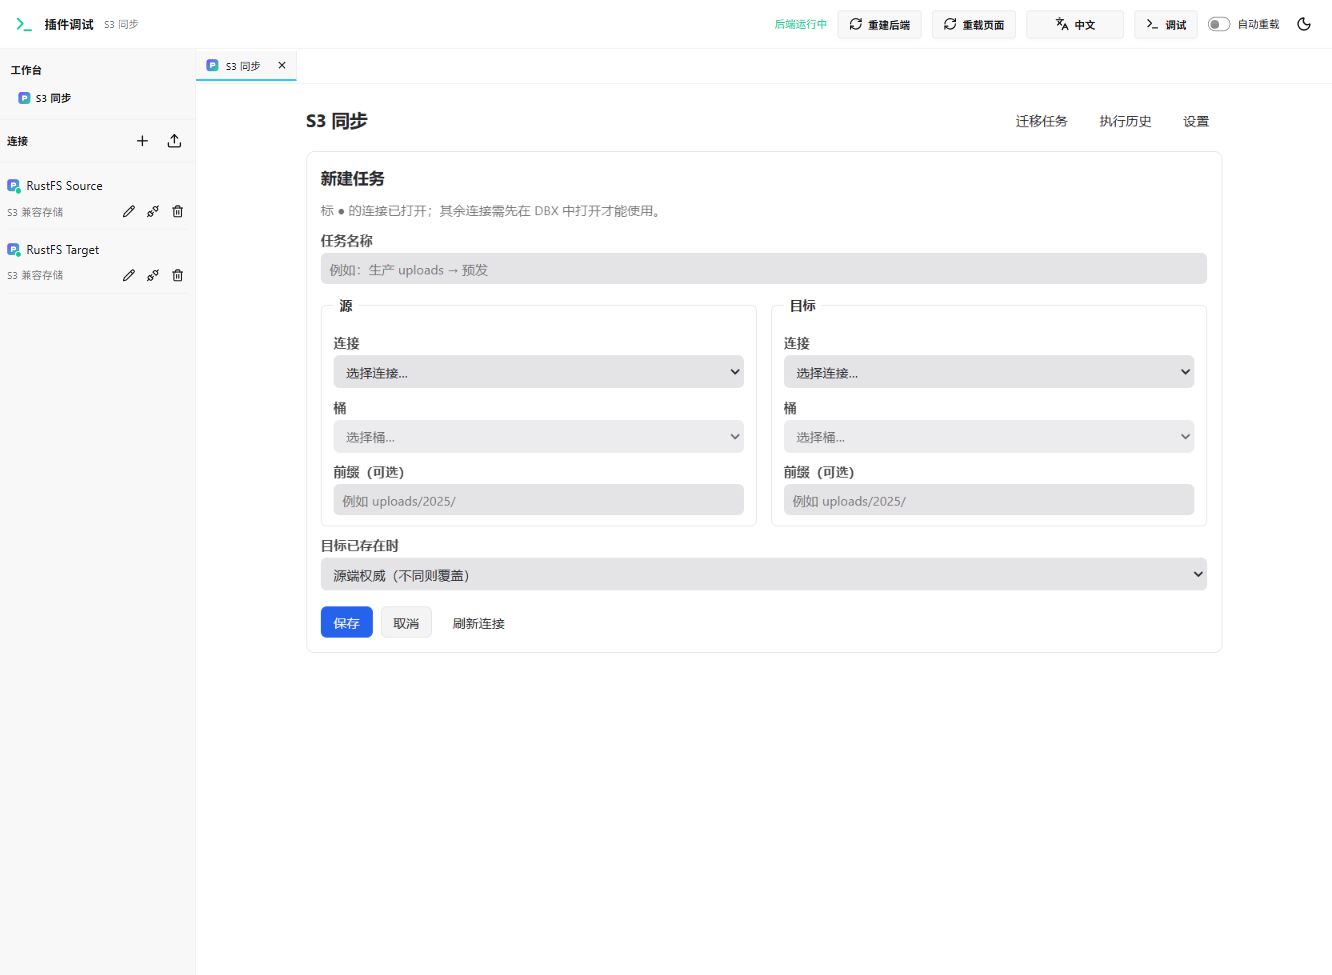 插件调试 S3 同步 后端运行中 重建后端 重载页面 中文 调试 自动重载
工作台
S3 同步
连接
RustFS Source
S3 兼容存储
RustFS Target
S3 兼容存储
S3 同步
S3 同步 迁移任务 执行历史 设置
新建任务
标 ● 的连接已打开；其余连接需先在 DBX 中打开才能使用。
任务名称
例如：生产 uploads → 预发
源
连接
选择连接...
桶
选择桶...
前缀（可选）
例如 uploads/2025/
目标
连接
选择连接...
桶
选择桶...
前缀（可选）
例如 uploads/2025/
目标已存在时
源端权威（不同则覆盖）
保存 取消 刷新连接